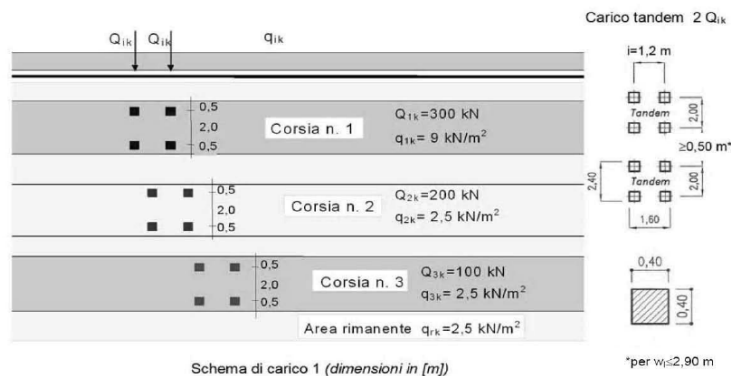 Carico tandem 2 Qik
Qik Qik qik
i=1,2 m
0,5
2,0
0,5
Corsia n. 1
Q1k=300 kN
q1k=9 kN/m²
Tandem
2,00
≥0,50 m*
0,5
2,0
0,5
Corsia n. 2
Q2k=200 kN
q2k=2,5 kN/m²
2,40
Tandem
2,00
1,60
0,5
2,0
0,5
Corsia n. 3
Q3k=100 kN
q3k=2,5 kN/m²
0,40
0,40
Area rimanente qrk=2,5 kN/m²
Schema di carico 1 (dimensioni in [m])
*per wl≤2,90 m